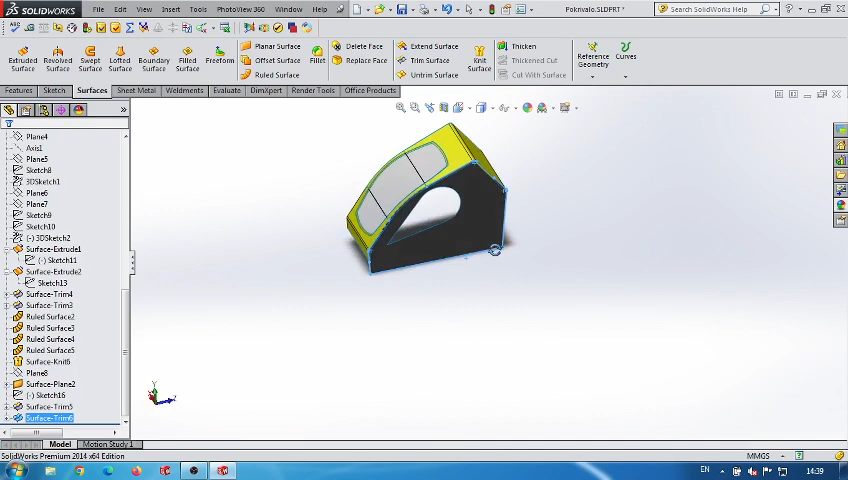 SOLIDWORKS File Edit View Insert Tools PhotoView 360 Window Help Pokrivalo.SLDPRT * Search SolidWorks Help
Extruded Surface Revolved Surface Swept Surface Lofted Surface Boundary Surface Filled Surface Freeform
Planar Surface
Offset Surface
Ruled Surface
Fillet
Delete Face
Replace Face
Extend Surface
Trim Surface
Untrim Surface
Knit Surface
Thicken
Thickened Cut
Cut With Surface
Reference Geometry
Curves
Features Sketch Surfaces Sheet Metal Weldments Evaluate DimXpert Render Tools Office Products
Plane4
Axis1
Plane5
Sketch8
3DSketch1
Plane6
Plane7
Sketch9
Sketch10
(-) 3DSketch2
Surface-Extrude1
(-) Sketch11
Surface-Extrude2
Sketch13
Surface-Trim4
Surface-Trim3
Ruled Surface2
Ruled Surface3
Ruled Surface4
Ruled Surface5
Surface-Knit6
Plane8
Surface-Plane2
(-) Sketch16
Surface-Trim5
Surface-Trim6
Y
X
Z
Model Motion Study 1
SolidWorks Premium 2014 x64 Edition MMGS
EN 14:39